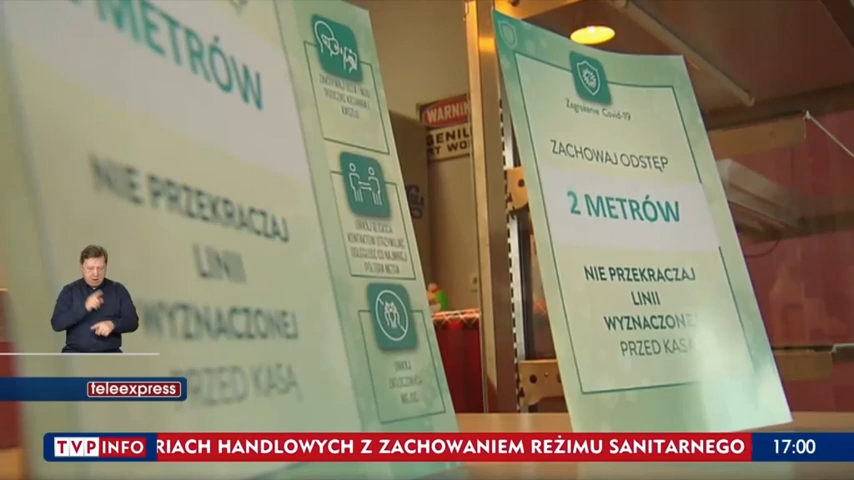 METRÓW
NIE PRZEKRACZAJ
LINII
WYZNACZONEJ
PRZED KASĄ
WARNING
Zagrożenie Covid-19
ZACHOWAJ ODSTĘP
2 METRÓW
NIE PRZEKRACZAJ
LINII
WYZNACZONEJ
PRZED KASĄ
teleexpress
TVP INFO
RIACH HANDLOWYCH Z ZACHOWANIEM REŻIMU SANITARNEGO
17:00